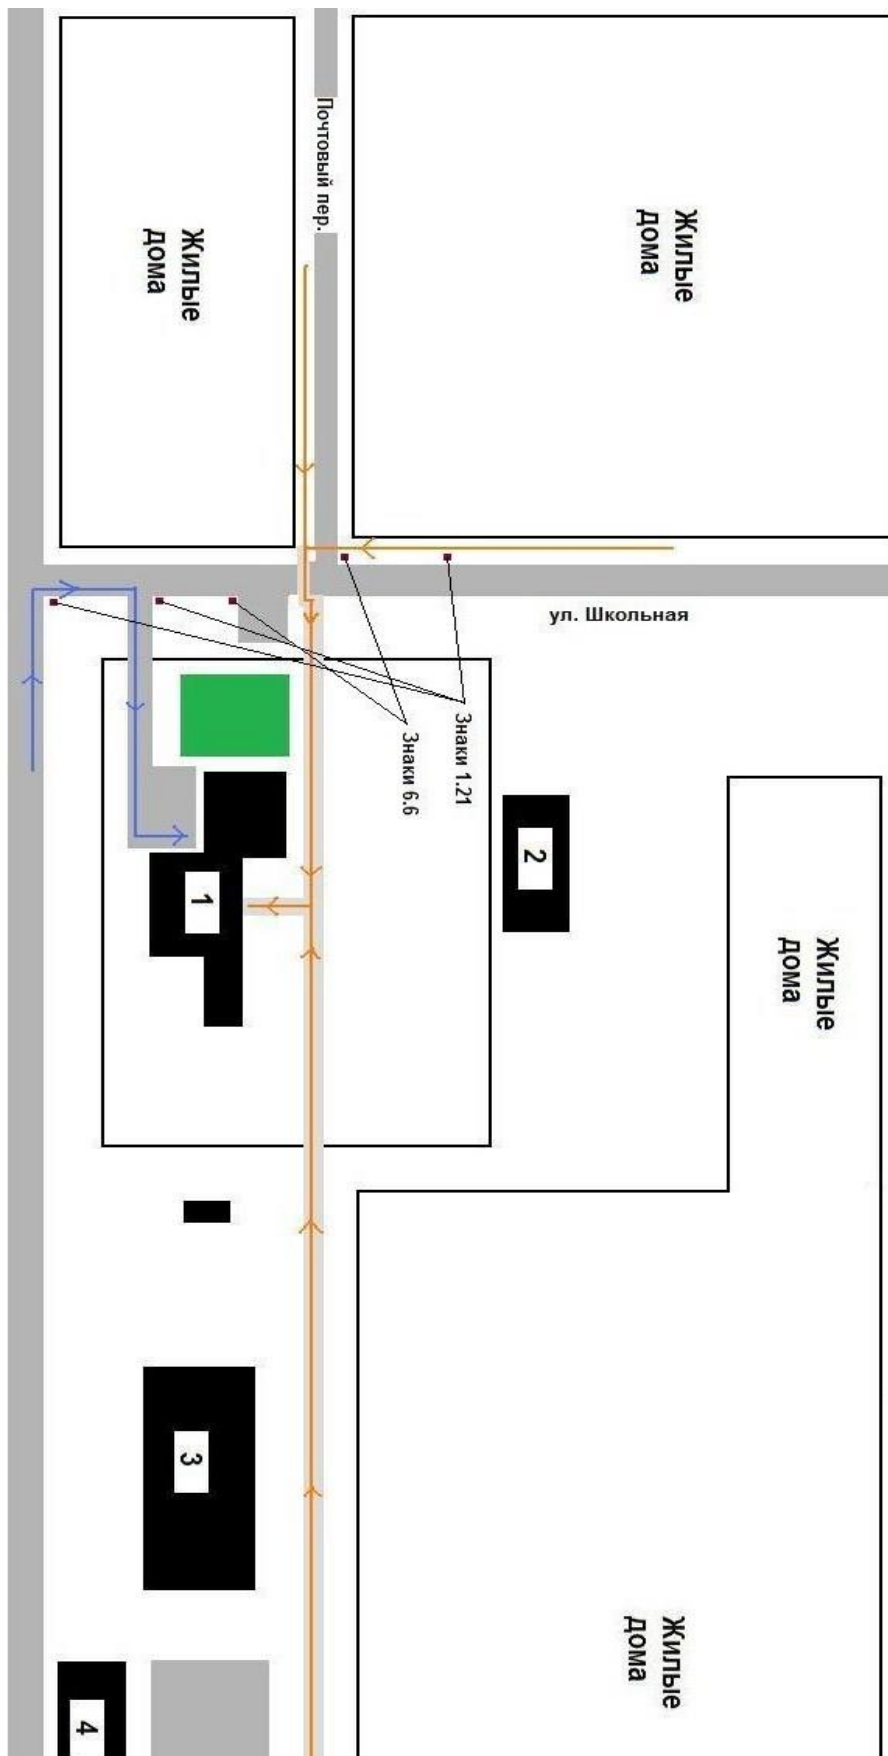 Почтовый пер.
Жилые
дома
Жилые
дома
ул. Школьная
Знаки 1.21
Знаки 6.6
2
1
Жилые
дома
3
Жилые
дома
4